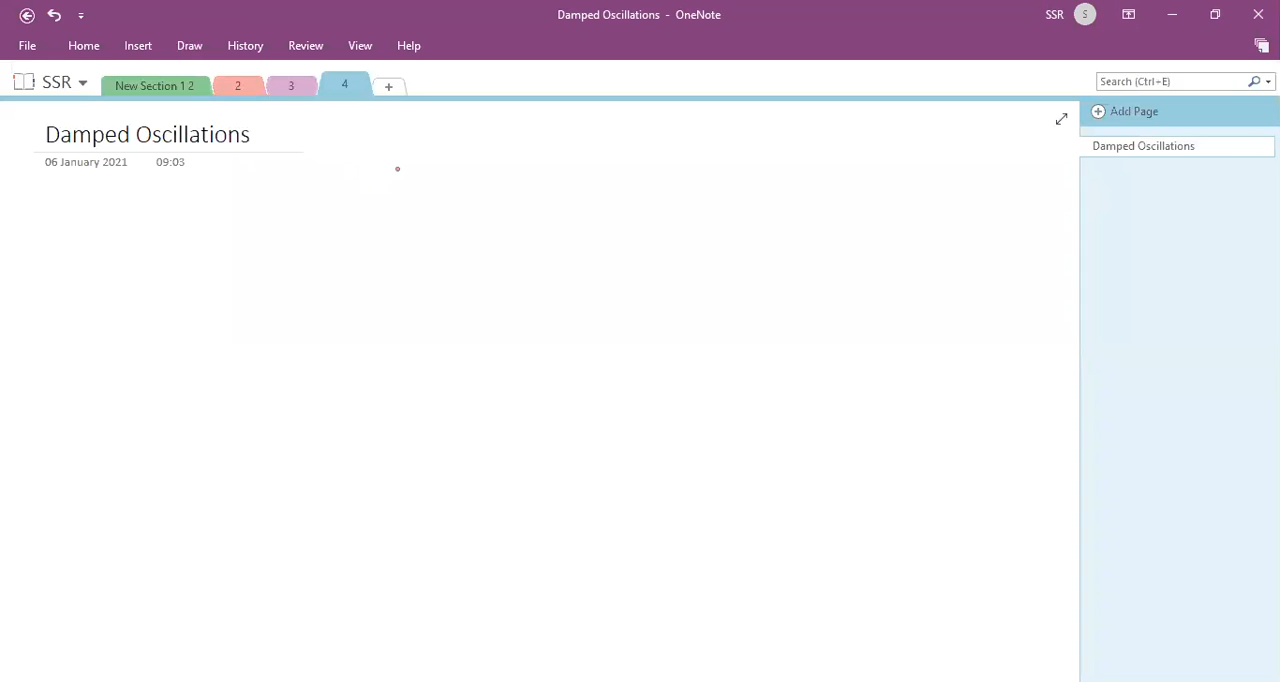 Damped Oscillations - OneNote
SSR S
File Home Insert Draw History Review View Help
SSR New Section 1 2 2 3 4 +
Search (Ctrl+E)
Add Page
Damped Oscillations
Damped Oscillations
06 January 2021 09:03